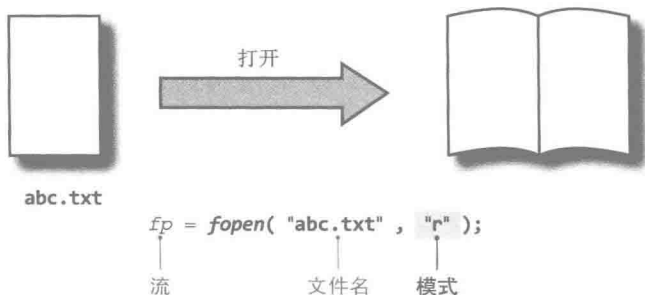 打开
abc.txt
fp = fopen( "abc.txt" , "r" );
流 文件名 模式